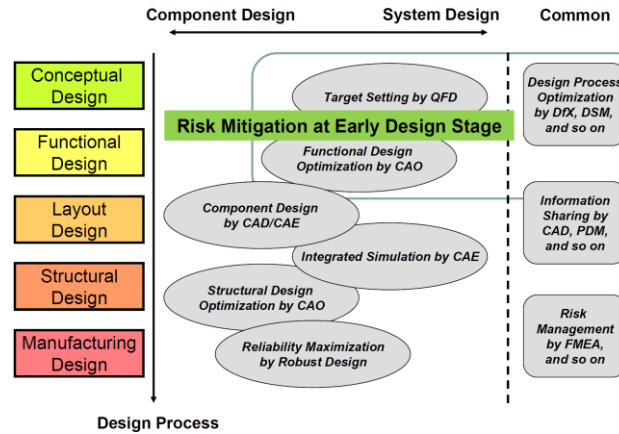 Component Design
System Design
Common
Conceptual
Design
Target Setting by QFD
Design Process
Optimization
by DfX, DSM,
and so on
Risk Mitigation at Early Design Stage
Functional
Design
Functional Design
Optimization by CAO
Layout
Design
Component Design
by CAD/CAE
Information
Sharing by
CAD, PDM,
and so on
Integrated Simulation by CAE
Structural
Design
Structural Design
Optimization by CAO
Manufacturing
Design
Reliability Maximization
by Robust Design
Risk
Management
by FMEA,
and so on
Design Process